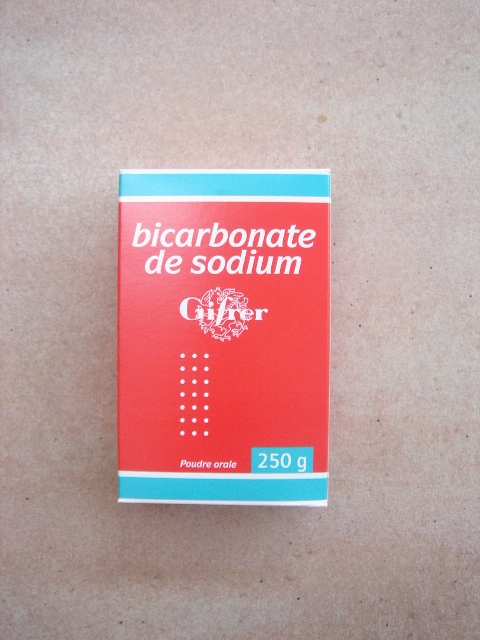 bicarbonate
de sodium
Gifrer
Poudre orale
250 g